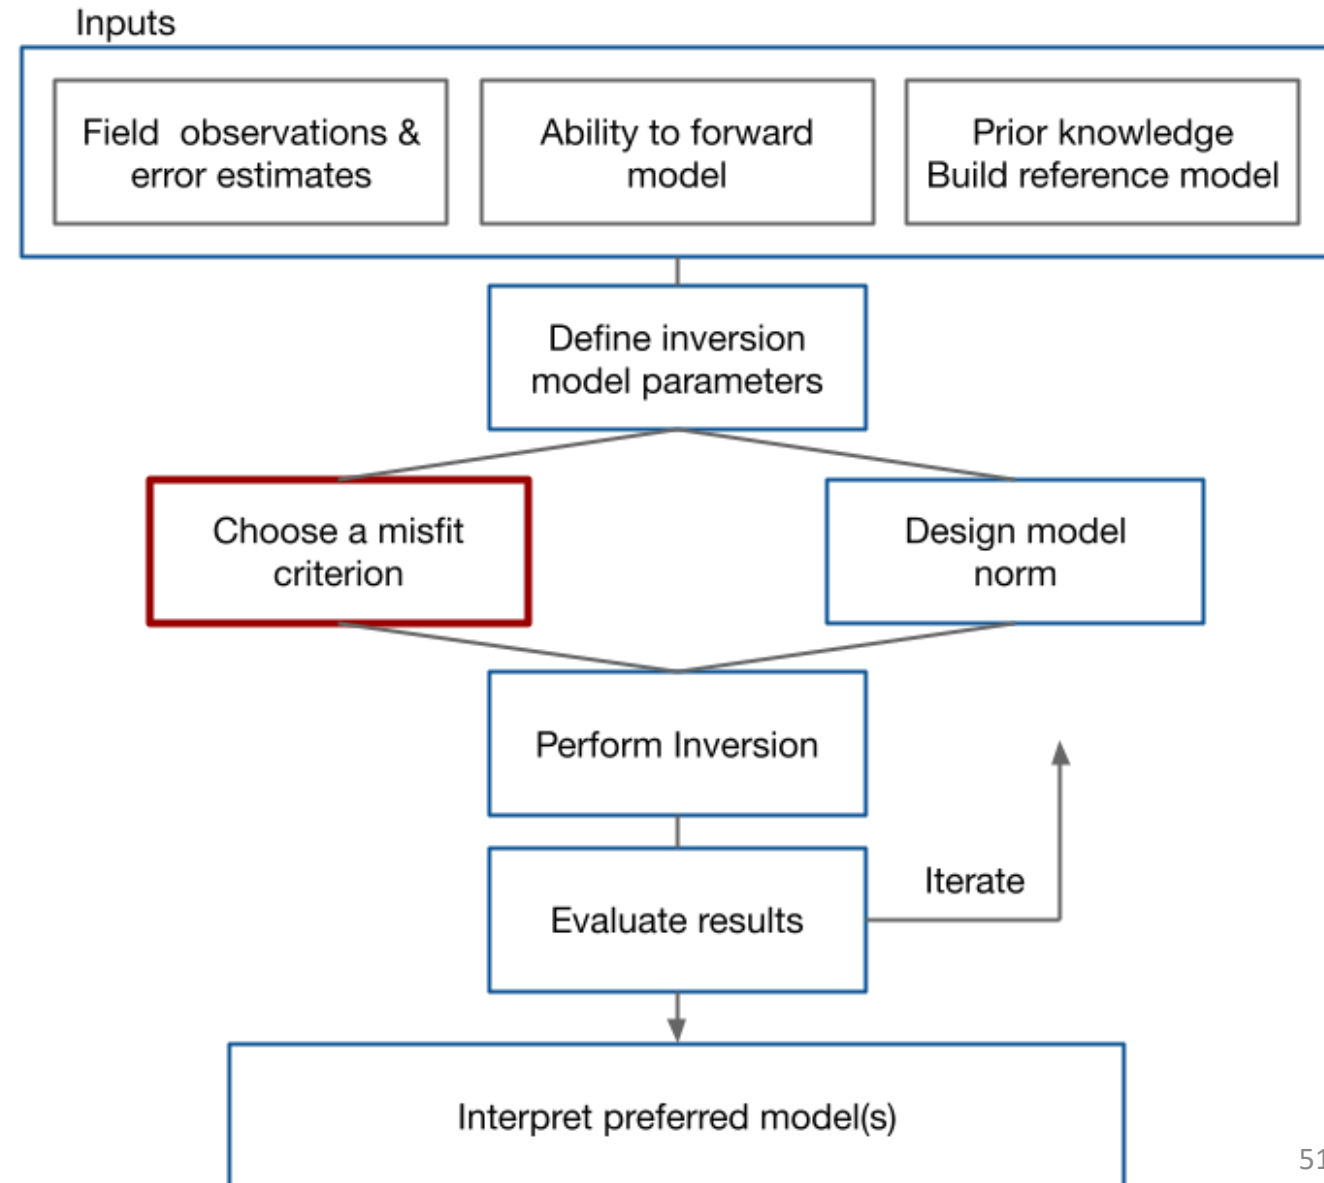 Inputs
Field observations &
error estimates
Ability to forward
model
Prior knowledge
Build reference model
Define inversion
model parameters
Choose a misfit
criterion
Design model
norm
Perform Inversion
Iterate
Evaluate results
Interpret preferred model(s)
51